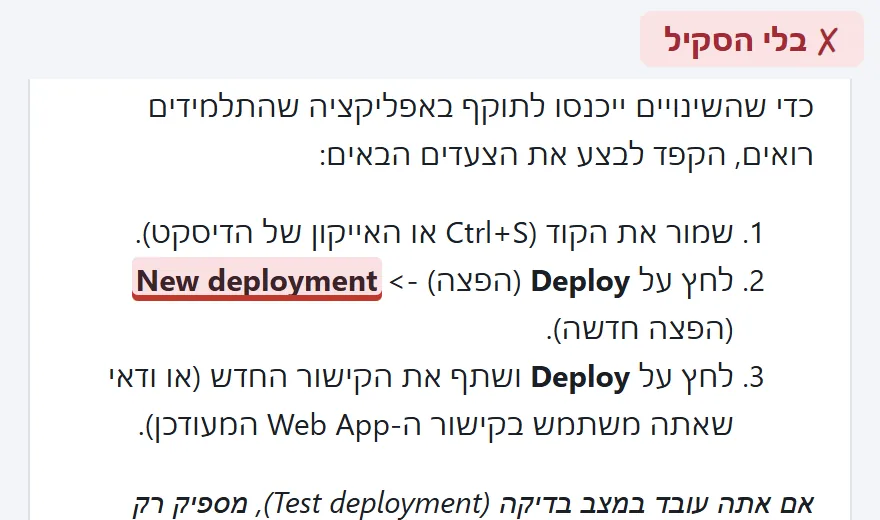 ✗ בלי הסקיל
כדי שהשינויים ייכנסו לתוקף באפליקציה שהתלמידים
רואים, הקפד לבצע את הצעדים הבאים:
1. שמור את הקוד (Ctrl+S או האייקון של הדיסקט).
2. לחץ על Deploy (הפצה) -> New deployment
(הפצה חדשה).
3. לחץ על Deploy ושתף את הקישור החדש (או ודאי
שאתה משתמש בקישור ה-Web App המעודכן).
אם אתה עובד במצב בדיקה (Test deployment), מספיק רק